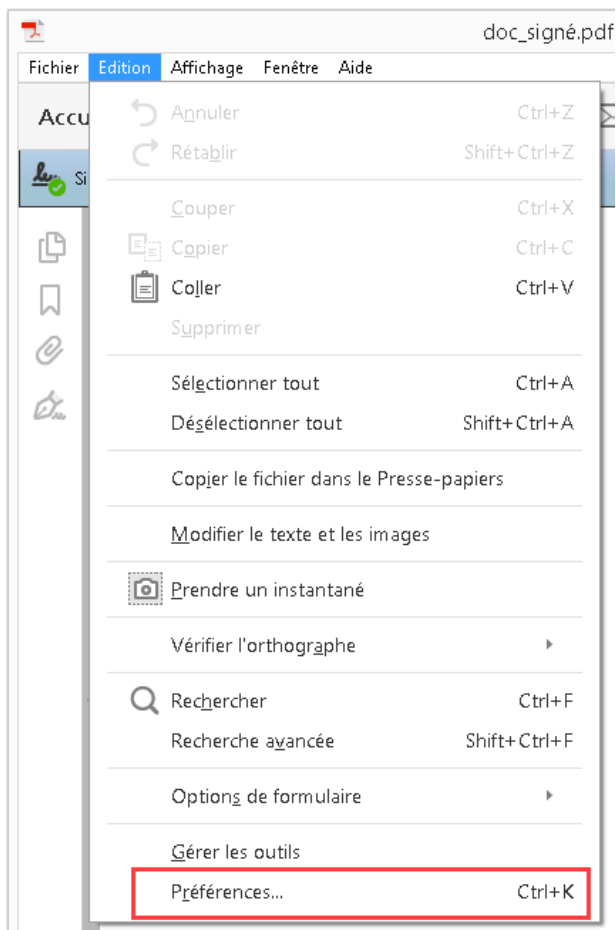 doc_signé.pdf
Fichier Edition Affichage Fenêtre Aide
Accu
Annuler Ctrl+Z
Rétablir Shift+Ctrl+Z
Si
Couper Ctrl+X
Copier Ctrl+C
Coller Ctrl+V
Supprimer
Sélectionner tout Ctrl+A
Désélectionner tout Shift+Ctrl+A
Copier le fichier dans le Presse-papiers
Modifier le texte et les images
Prendre un instantané
Vérifier l'orthographe
Rechercher Ctrl+F
Recherche avancée Shift+Ctrl+F
Options de formulaire
Gérer les outils
Préférences... Ctrl+K